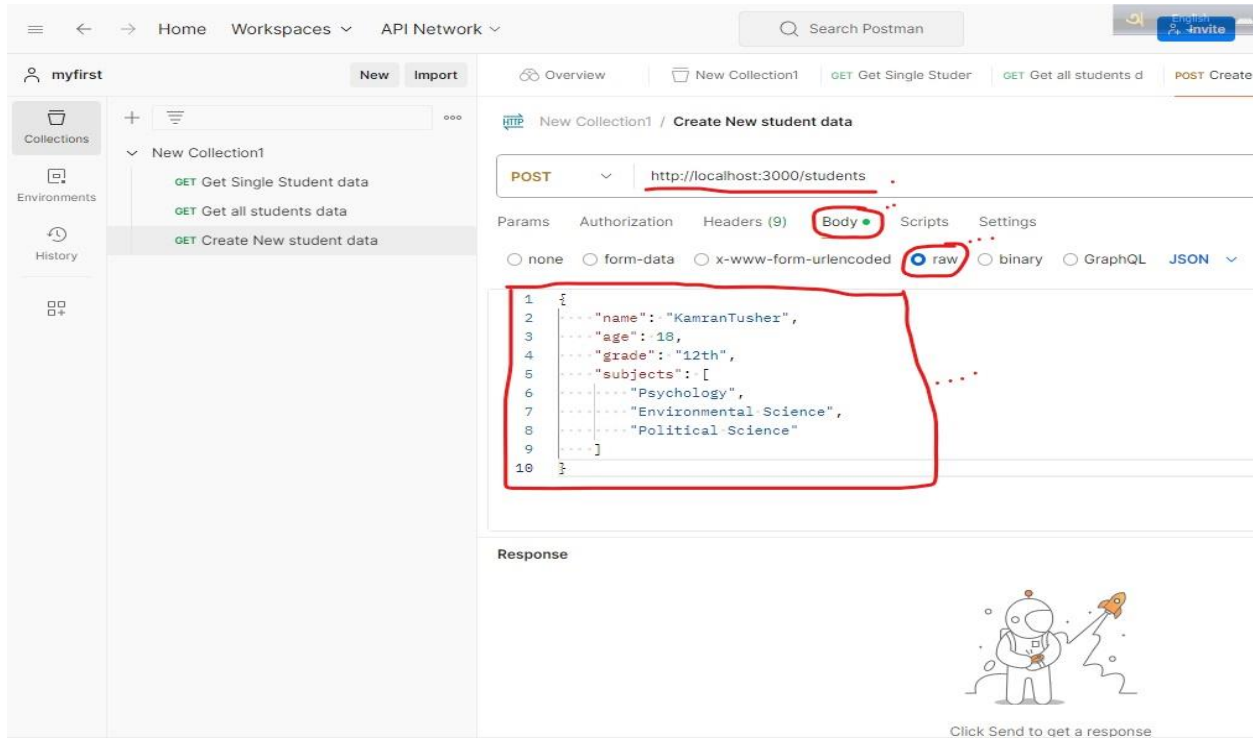 Home Workspaces API Network Search Postman অ English Invite
myfirst New Import Overview New Collection1 GET Get Single Studer GET Get all students d POST Create
Collections
Environments
History
New Collection1
GET Get Single Student data
GET Get all students data
GET Create New student data
HTTP New Collection1 / Create New student data
POST http://localhost:3000/students
Params Authorization Headers (9) Body Scripts Settings
none form-data x-www-form-urlencoded raw binary GraphQL JSON
1 {
2 "name": "KamranTusher",
3 "age": 18,
4 "grade": "12th",
5 "subjects": [
6 "Psychology",
7 "Environmental Science",
8 "Political Science"
9 ]
10 }
Response
Click Send to get a response